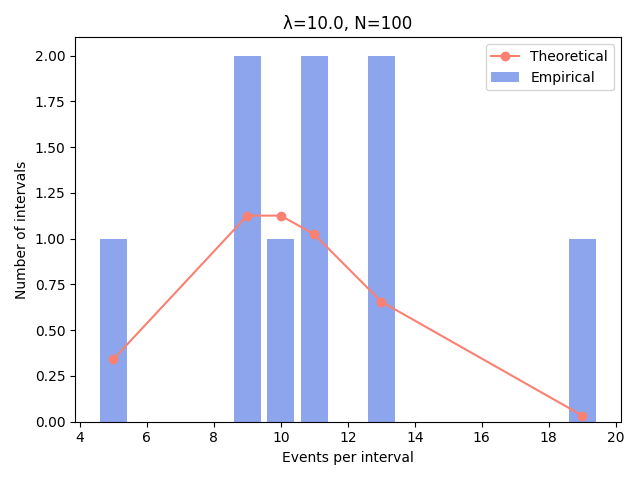 λ=10.0, N=100
Theoretical
Empirical
Number of intervals
2.00
1.75
1.50
1.25
1.00
0.75
0.50
0.25
0.00
4 6 8 10 12 14 16 18 20
Events per interval